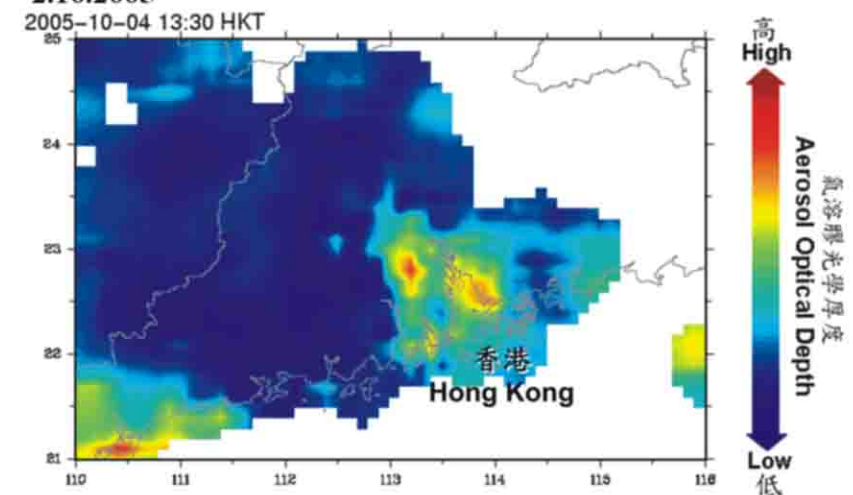 2005-10-04 13:30 HKT
高
High
25
24
23
22
21
110 111 112 113 114 115 116
香港
Hong Kong
Aerosol Optical Depth
氣溶膠光學厚度
Low
低